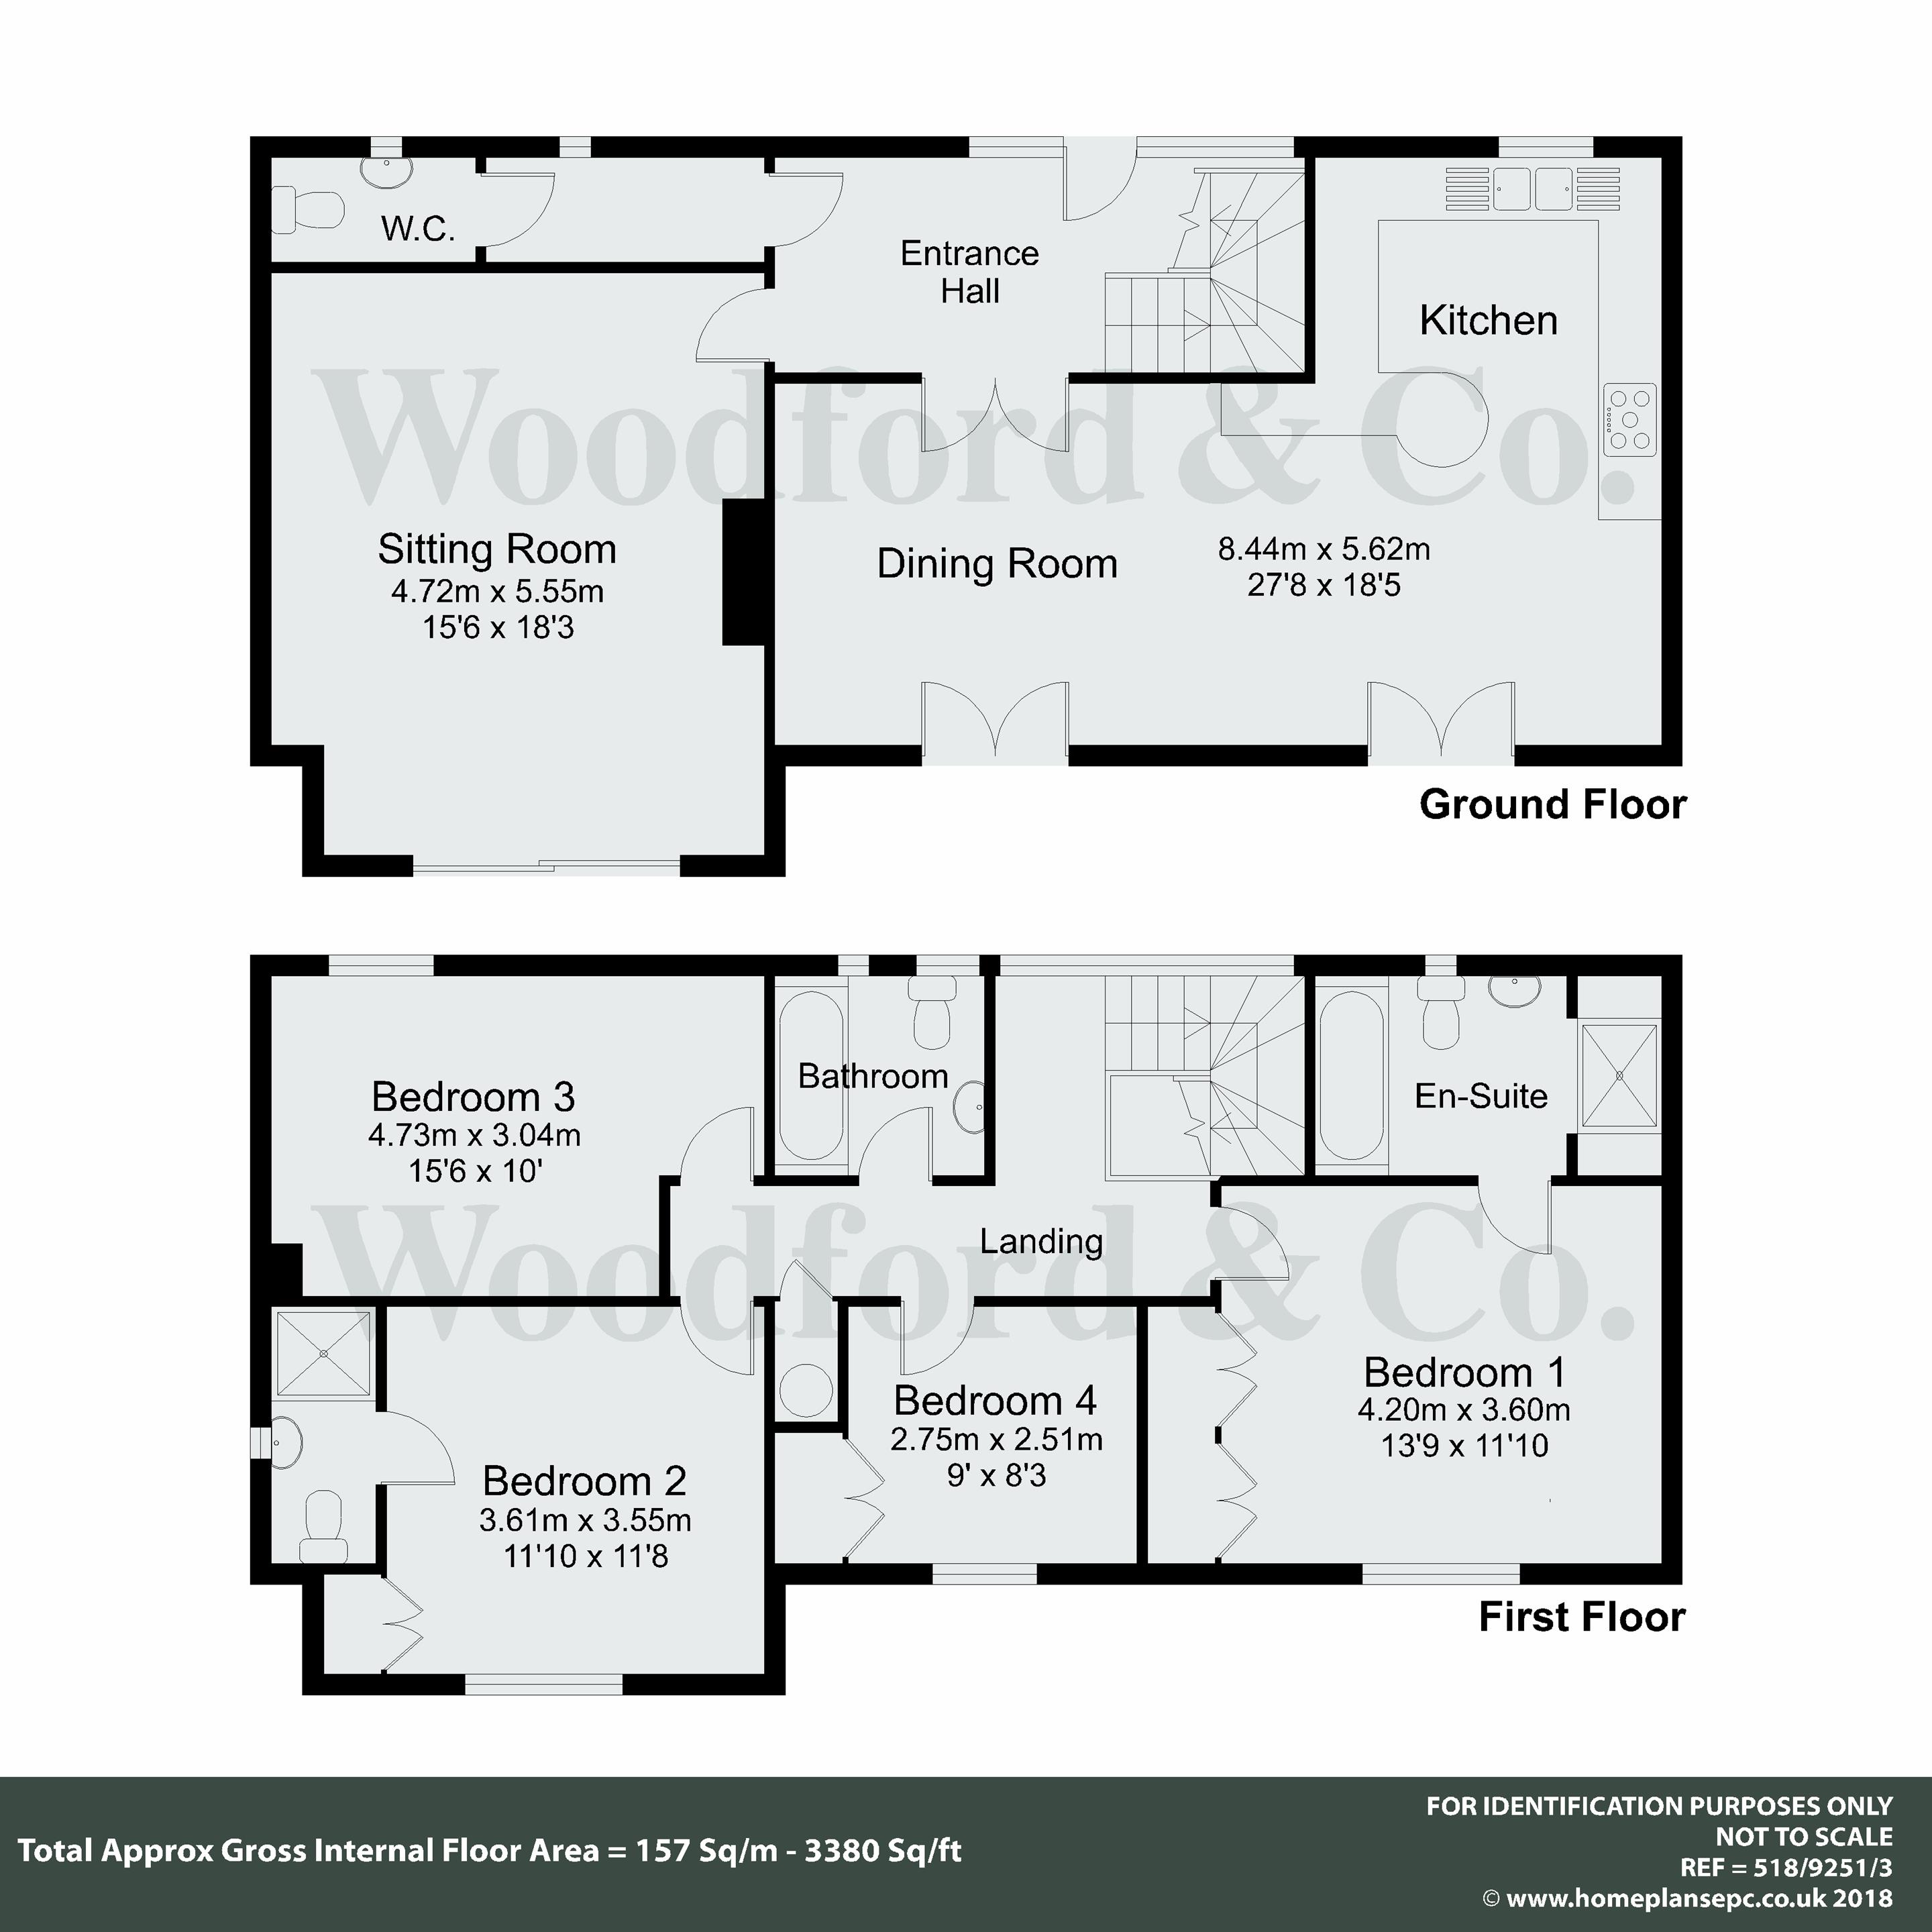 W.C.
Entrance
Hall
Kitchen
Woodford & Co.
Sitting Room
4.72m x 5.55m
15'6 x 18'3
Dining Room
8.44m x 5.62m
27'8 x 18'5
Ground Floor
Bathroom
En-Suite
Bedroom 3
4.73m x 3.04m
15'6 x 10'
Woodford & Co.
Landing
Bedroom 1
4.20m x 3.60m
13'9 x 11'10
Bedroom 4
2.75m x 2.51m
9' x 8'3
Bedroom 2
3.61m x 3.55m
11'10 x 11'8
First Floor
Total Approx Gross Internal Floor Area = 157 Sq/m - 3380 Sq/ft
FOR IDENTIFICATION PURPOSES ONLY
NOT TO SCALE
REF = 518/9251/3
© www.homeplansepc.co.uk 2018